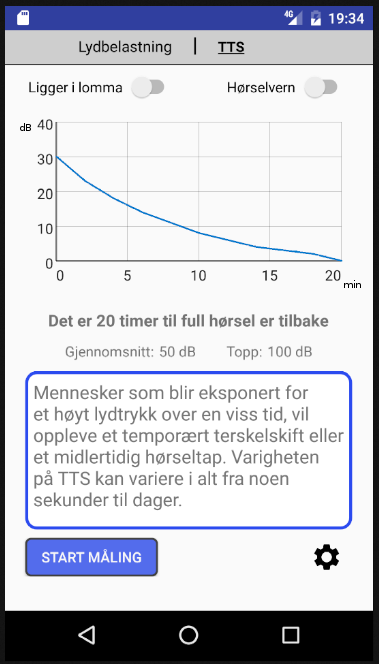 4G 19:34
Lydbelastning | TTS
Ligger i lomma Hørselvern
dB 40
30
20
10
0
0 5 10 15 20 min
Det er 20 timer til full hørsel er tilbake
Gjennomsnitt: 50 dB Topp: 100 dB
Mennesker som blir eksponert for
et høyt lydtrykk over en viss tid, vil
oppleve et temporært terskelskift eller
et midlertidig hørseltap. Varigheten
på TTS kan variere i alt fra noen
sekunder til dager.
START MÅLING